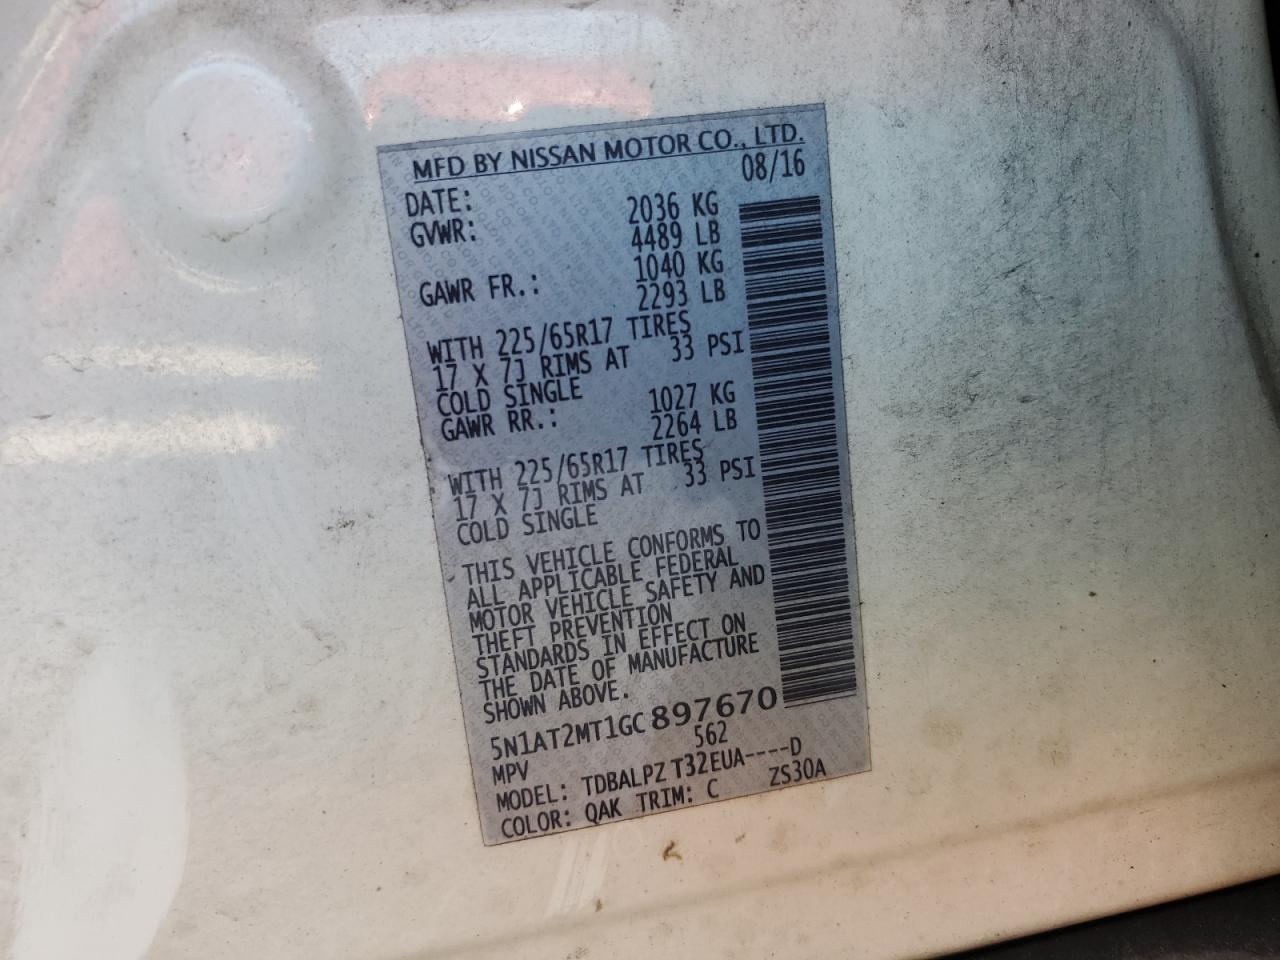 MFD BY NISSAN MOTOR CO., LTD.
DATE: 08/16
GVWR: 2036 KG
4489 LB
GAWR FR.: 1040 KG
2293 LB
WITH 225/65R17 TIRES
17 X 7J RIMS AT 33 PSI
COLD SINGLE
GAWR RR.: 1027 KG
2264 LB
WITH 225/65R17 TIRES
17 X 7J RIMS AT 33 PSI
COLD SINGLE
THIS VEHICLE CONFORMS TO
ALL APPLICABLE FEDERAL
MOTOR VEHICLE SAFETY AND
THEFT PREVENTION
STANDARDS IN EFFECT ON
THE DATE OF MANUFACTURE
SHOWN ABOVE.
5N1AT2MT1GC897670
MPV 562
MODEL: TDBALPZ T32EUA----D
COLOR: QAK TRIM: C ZS30A